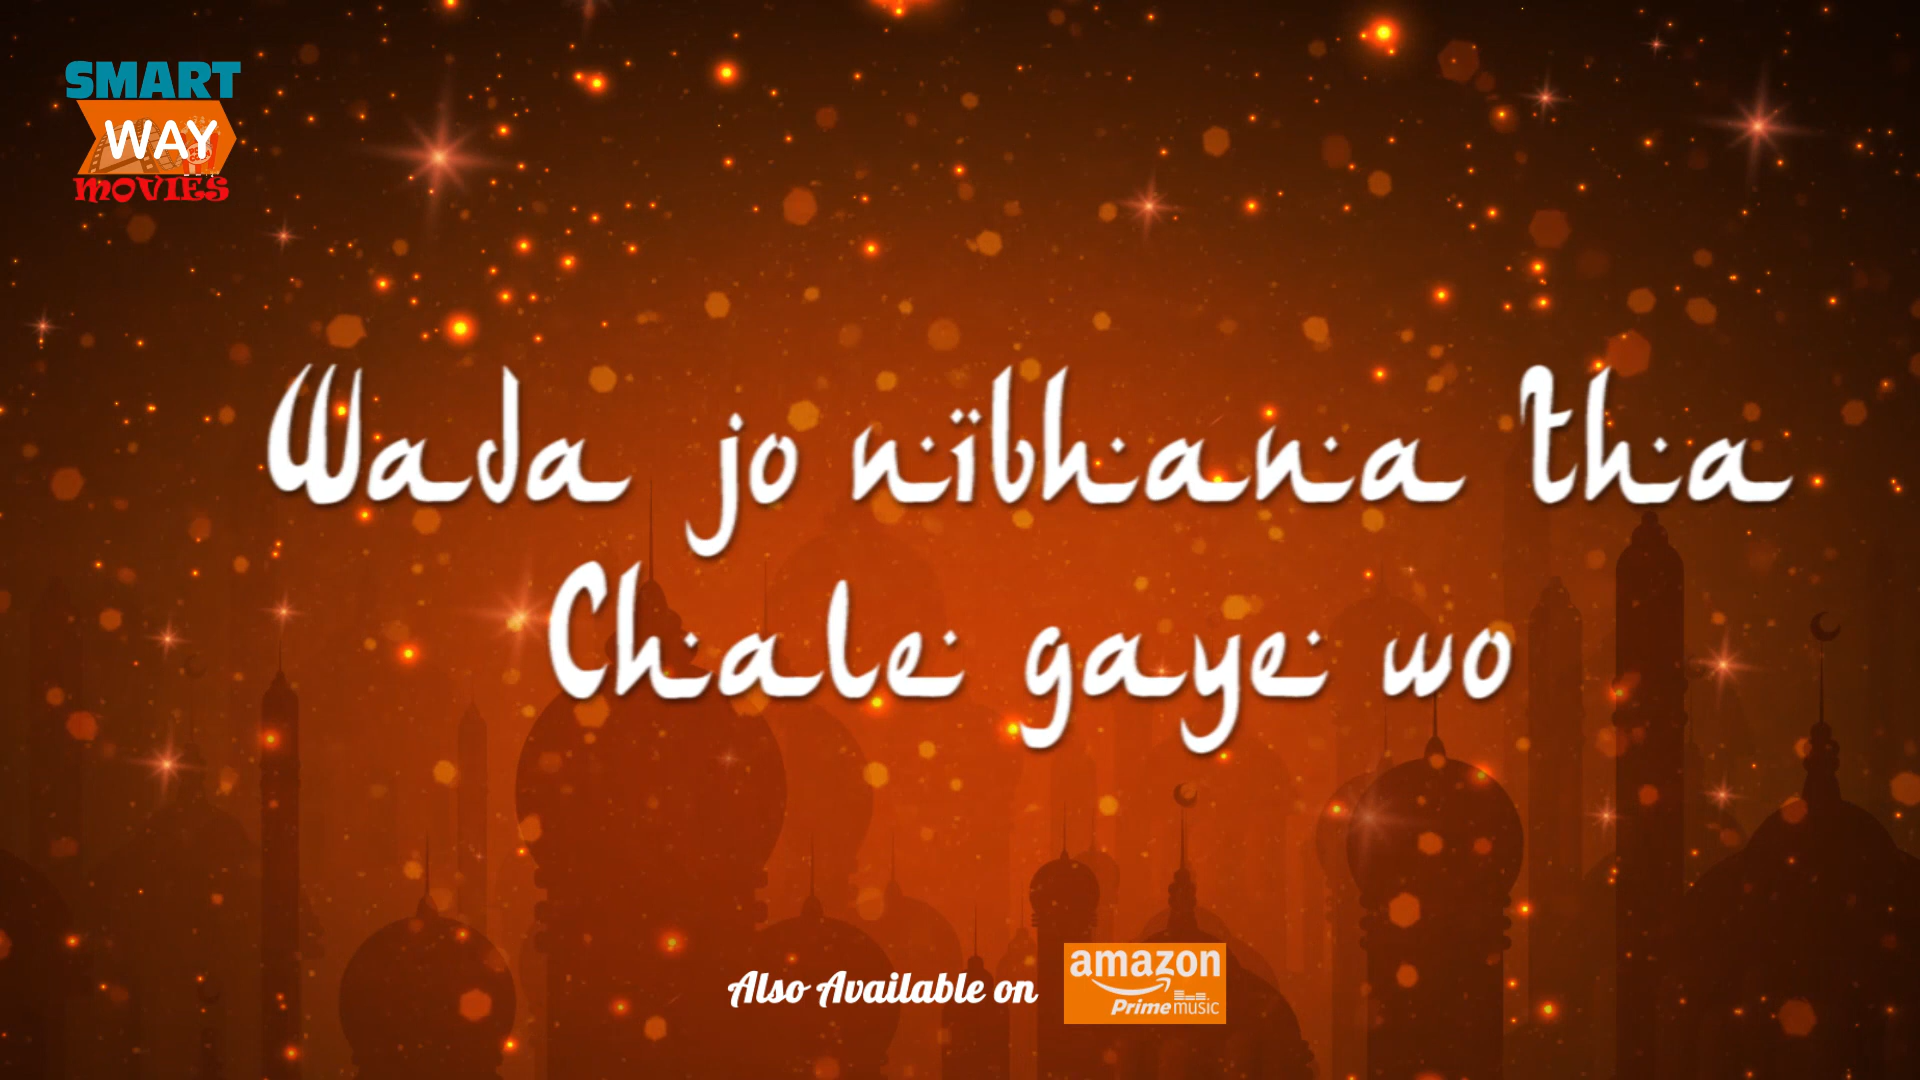 SMART
WAY
MOVIES
Wada jo nibhana tha
Chale gaye wo
Also Available on
amazon
Prime music